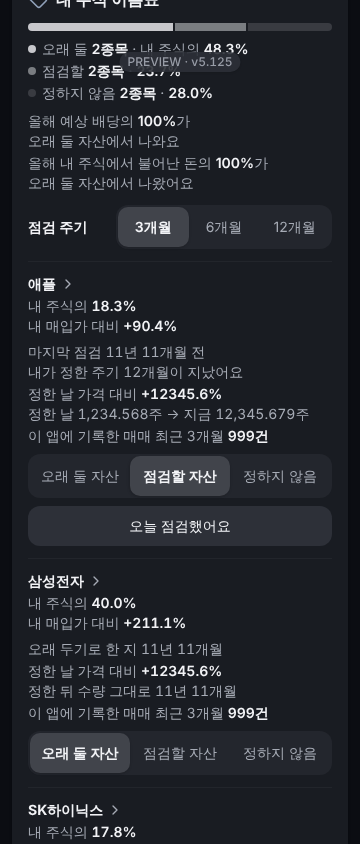 내 주식 이름표
오래 둘 2종목 · 내 주식의 48.3%
점검할 2종목 · 23.7%
PREVIEW · v5.125
정하지 않음 2종목 · 28.0%
올해 예상 배당의 100%가
오래 둘 자산에서 나와요
올해 내 주식에서 불어난 돈의 100%가
오래 둘 자산에서 나왔어요
점검 주기 3개월 6개월 12개월
애플 >
내 주식의 18.3%
내 매입가 대비 +90.4%
마지막 점검 11년 11개월 전
내가 정한 주기 12개월이 지났어요
정한 날 가격 대비 +12345.6%
정한 날 1,234.568주 → 지금 12,345.679주
이 앱에 기록한 매매 최근 3개월 999건
오래 둘 자산 점검할 자산 정하지 않음
오늘 점검했어요
삼성전자 >
내 주식의 40.0%
내 매입가 대비 +211.1%
오래 두기로 한 지 11년 11개월
정한 날 가격 대비 +12345.6%
정한 뒤 수량 그대로 11년 11개월
이 앱에 기록한 매매 최근 3개월 999건
오래 둘 자산 점검할 자산 정하지 않음
SK하이닉스 >
내 주식의 17.8%